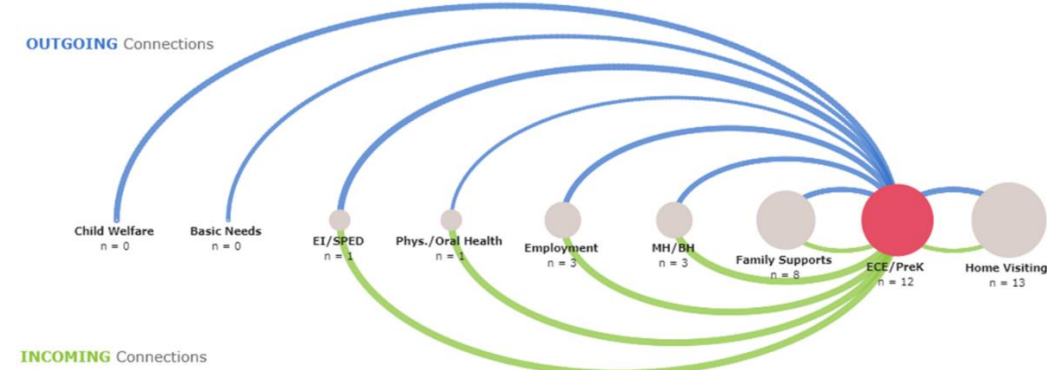 OUTGOING Connections
Child Welfare
n = 0
Basic Needs
n = 0
EI/SPED
n = 1
Phys./Oral Health
n = 1
Employment
n = 3
MH/BH
n = 3
Family Supports
n = 8
ECE/PreK
n = 12
Home Visiting
n = 13
INCOMING Connections